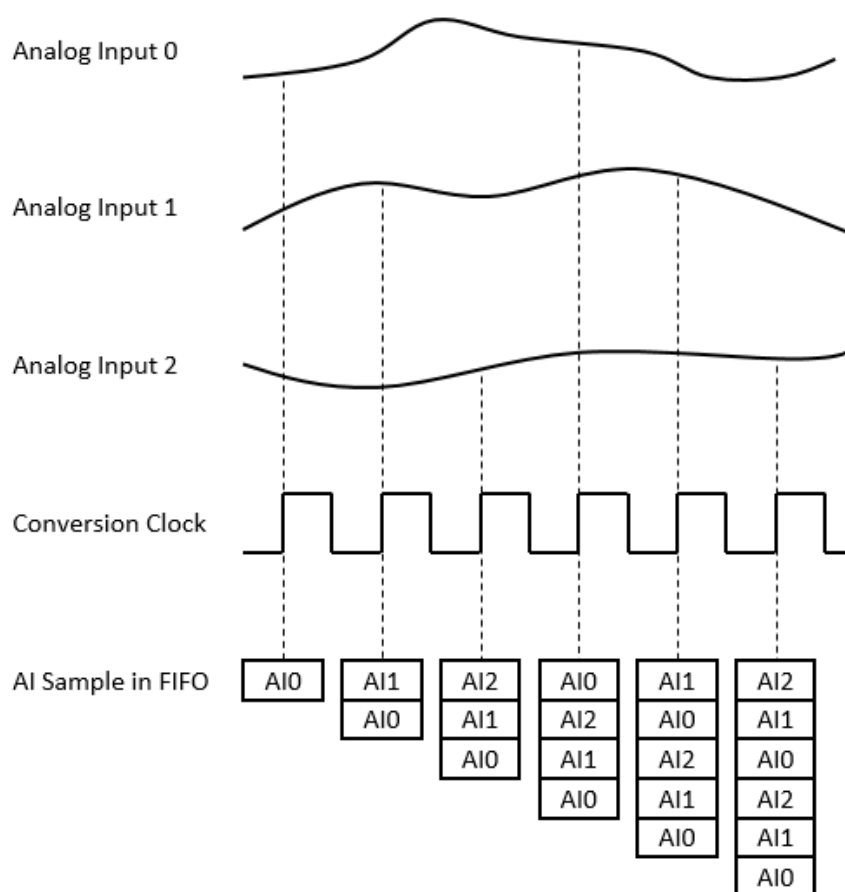 Analog Input 0
Analog Input 1
Analog Input 2
Conversion Clock
AI Sample in FIFO AI0 AI1 AI2 AI0 AI1 AI2
AI0 AI1 AI2 AI0 AI1
AI0 AI1 AI2 AI0
AI0 AI1 AI2
AI0 AI1
AI0